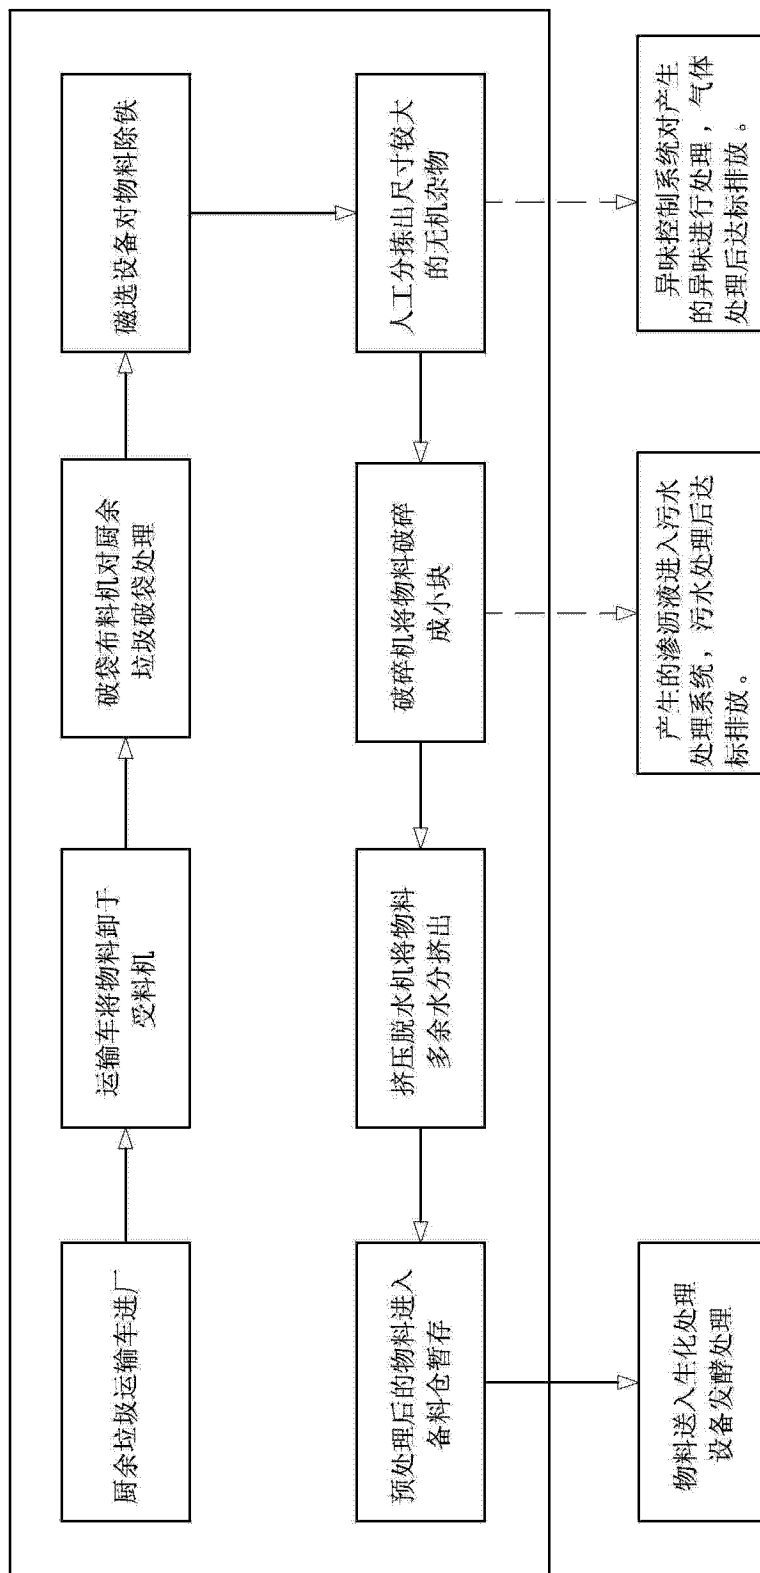 厨余垃圾运输车进厂
运输车将物料卸于
受料机
破袋布料机对厨余
垃圾破袋处理
磁选设备对物料除铁
人工分拣出尺寸较大
的无机杂物
破碎机将物料破碎
成小块
挤压脱水机将物料
多余水分挤出
预处理后的物料进入
备料仓暂存
物料送入生化处理
设备发酵处理
产生的渗沥液进入污水
处理系统，污水处理后达
标排放。
异味控制系统对产生
的异味进行处理，气体
处理后达标排放。